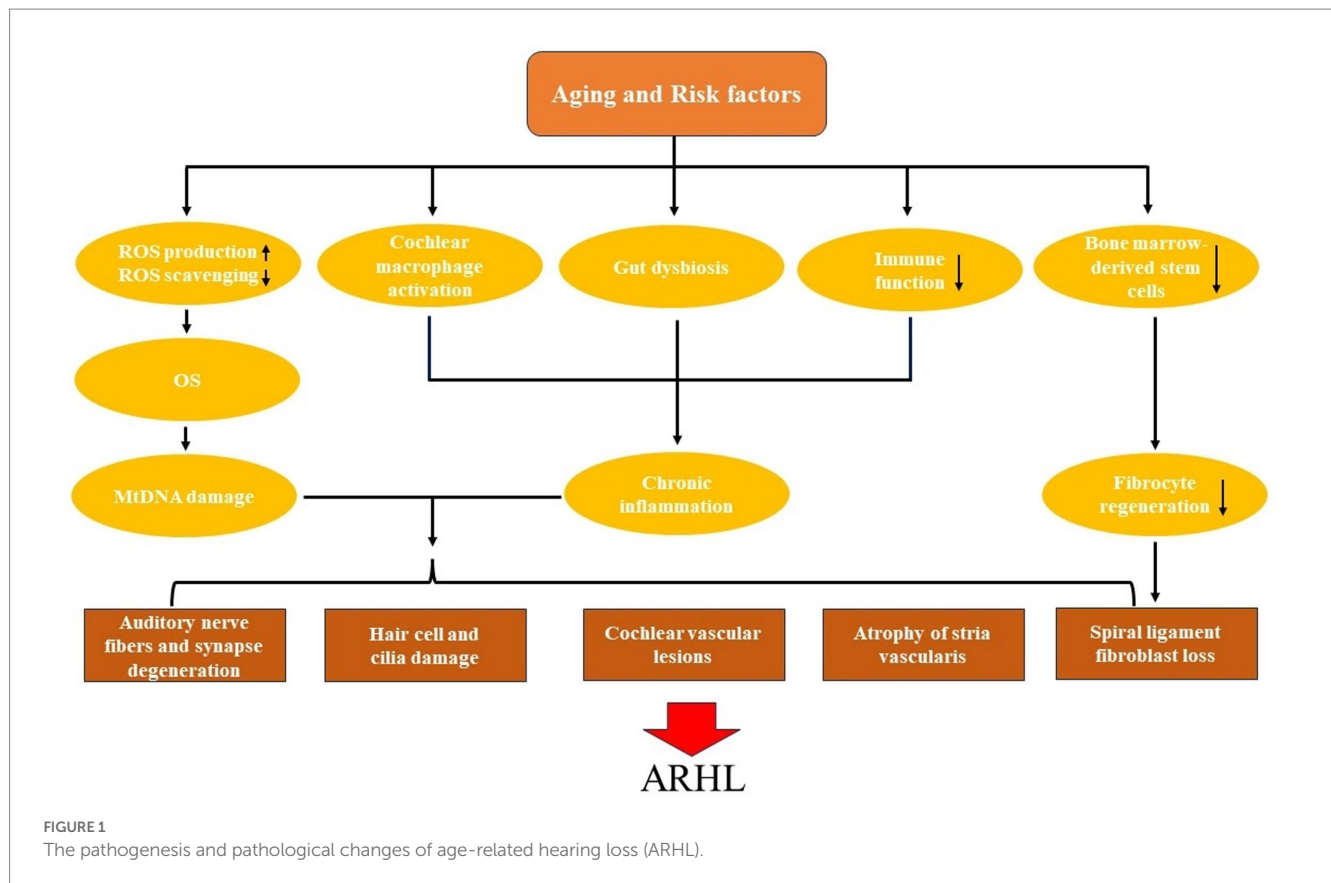 Aging and Risk factors
ROS production
ROS scavenging
Cochlear
macrophage
activation
Gut dysbiosis
Immune
function
Bone marrow-
derived stem
cells
OS
MtDNA damage
Chronic
inflammation
Fibrocyte
regeneration
Auditory nerve
fibers and synapse
degeneration
Hair cell and
cilia damage
Cochlear vascular
lesions
Atrophy of stria
vascularis
Spiral ligament
fibroblast loss
ARHL
FIGURE 1
The pathogenesis and pathological changes of age-related hearing loss (ARHL).